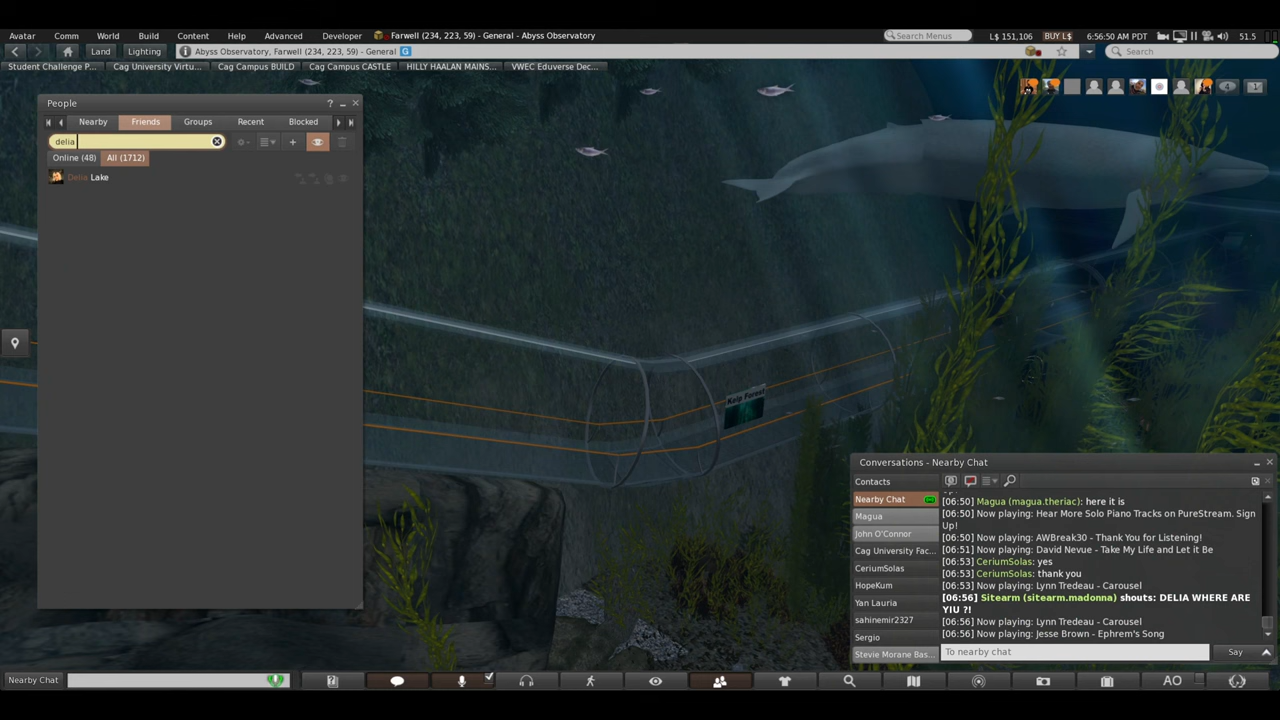 Avatar Comm World Build Content Help Advanced Developer Farwell (234, 223, 59) - General - Abyss Observatory Search Menus L$ 151,106 BUY L$ 6:56:50 AM PDT 51.5
Land Lighting Abyss Observatory, Farwell (234, 223, 59) - General G Search
Student Challenge P... Cag University Virtu... Cag Campus BUILD Cag Campus CASTLE HILLY HAALAN MAINS... VWEC Eduverse Dec...
4 1
People ?
Nearby Friends Groups Recent Blocked
delia
Online (48) All (1712)
Delia Lake
Kelp Forest
Conversations - Nearby Chat
Contacts
Nearby Chat
Magua
John O'Connor
Cag University Fac...
CeriumSolas
HopeKum
Yan Lauria
sahinemir2327
Sergio
Stevie Morane Bas...
[06:50] Magua (magua.theriac): here it is
[06:50] Now playing: Hear More Solo Piano Tracks on PureStream. Sign
Up!
[06:50] Now playing: AWBreak30 - Thank You for Listening!
[06:51] Now playing: David Nevue - Take My Life and Let it Be
[06:53] CeriumSolas: yes
[06:53] CeriumSolas: thank you
[06:53] Now playing: Lynn Tredeau - Carousel
[06:56] Sitearm (sitearm.madonna) shouts: DELIA WHERE ARE
YIU ?!
[06:56] Now playing: Lynn Tredeau - Carousel
[06:56] Now playing: Jesse Brown - Ephrem's Song
To nearby chat Say
Nearby Chat AO